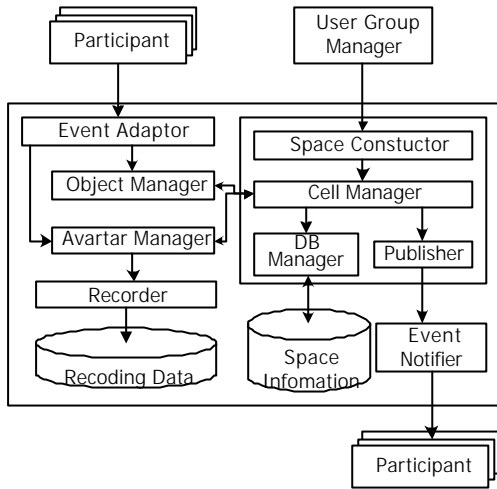 Participant
User Group
Manager
Event Adaptor
Space Constuctor
Object Manager
Cell Manager
Avartar Manager
DB
Manager
Publisher
Recorder
Recoding Data
Space
Infomation
Event
Notifier
Participant